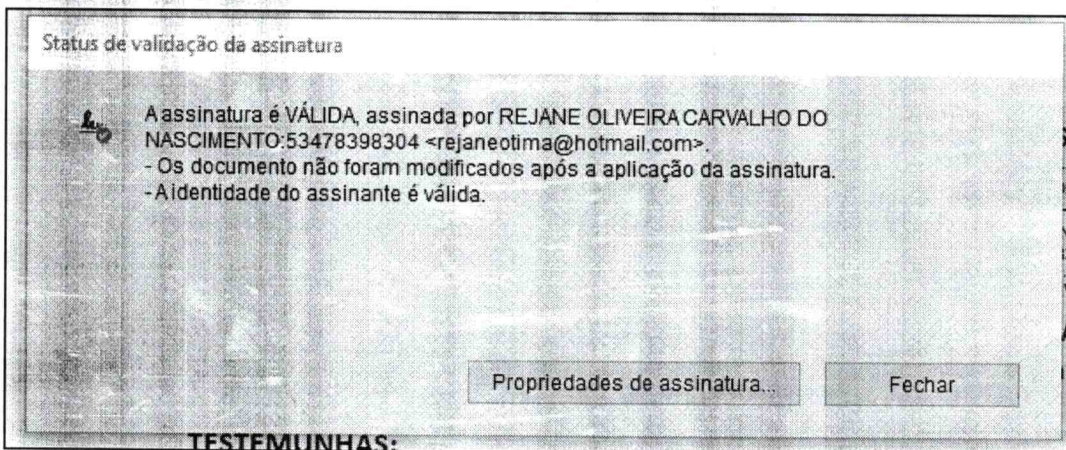 Status de validação da assinatura
A assinatura é VÁLIDA, assinada por REJANE OLIVEIRA CARVALHO DO
NASCIMENTO:53478398304 <rejaneotima@hotmail.com>.
- Os documento não foram modificados após a aplicação da assinatura.
- A identidade do assinante é válida.
Propriedades de assinatura...
Fechar
TESTEMUNHAS: